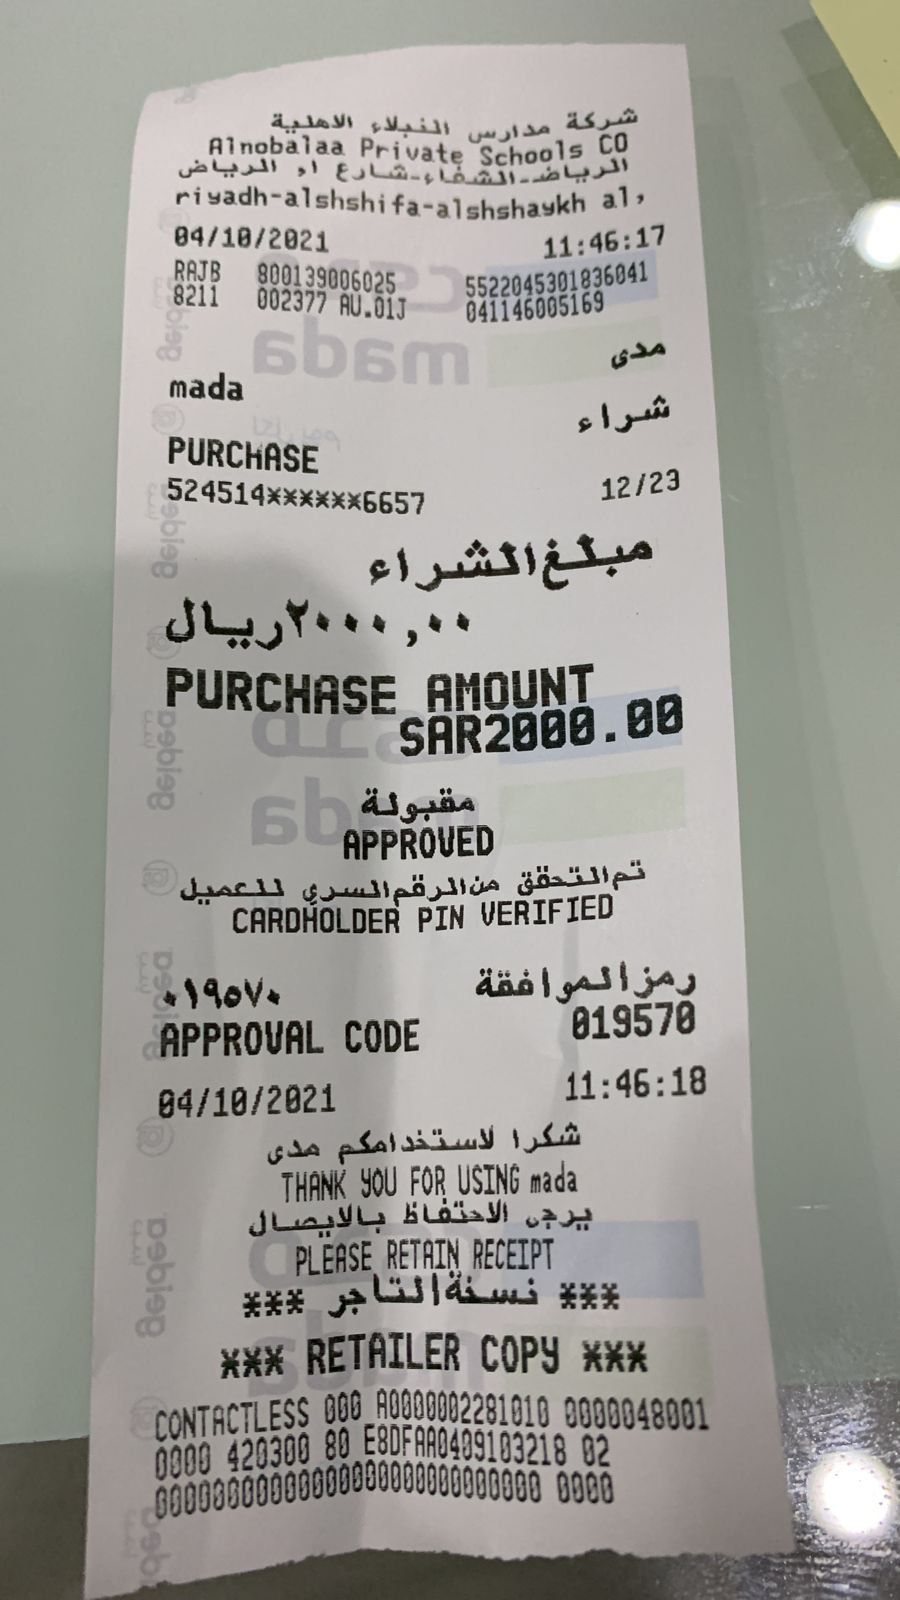 شركة مدارس النبلاء الاهلية
Alnobalaa Private Schools CO
الرياض-الشفاء-شارع ا، الرياض
riyadh-alshshifa-alshshaykh al,
04/10/2021 11:46:17
RAJB 800139006025 5522045301836041
8211 002377 AU.01J 041146005169
مدى
mada
شراء
PURCHASE
524514******6657 12/23
مبلغ الشراء
٢٠٠٠,٠٠ ريال
PURCHASE AMOUNT
SAR2000.00
مقبولة
APPROVED
تم التحقق من الرقم السري للعميل
CARDHOLDER PIN VERIFIED
رمز الموافقة ٠١٩٥٧٠
APPROVAL CODE 019570
04/10/2021 11:46:18
شكرا لاستخدامكم مدى
THANK YOU FOR USING mada
يرجى الاحتفاظ بالايصال
PLEASE RETAIN RECEIPT
*** نسخة التاجر ***
*** RETAILER COPY ***
CONTACTLESS 000 A0000002281010 0000048001
0000 420300 80 E8DFAA0409103218 02